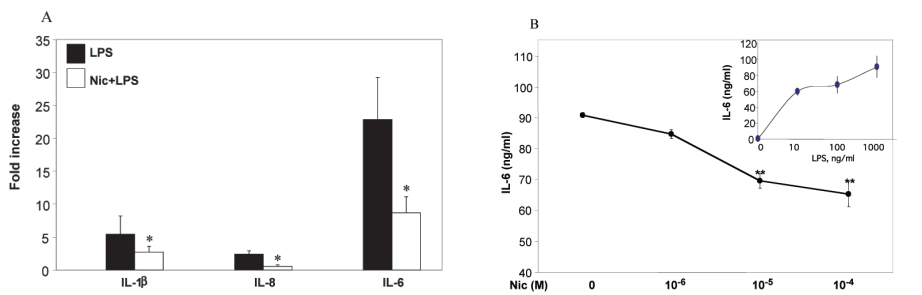 A
35
30
25
20
15
10
5
0
Fold increase
LPS
Nic+LPS
*
*
*
IL-1β
IL-8
IL-6
B
110
100
90
80
70
60
50
40
IL-6 (ng/ml)
**
**
Nic (M) 0 10⁻⁶ 10⁻⁵ 10⁻⁴
120
100
80
60
40
20
0
IL-6 (ng/ml)
0 10 100 1000
LPS, ng/ml